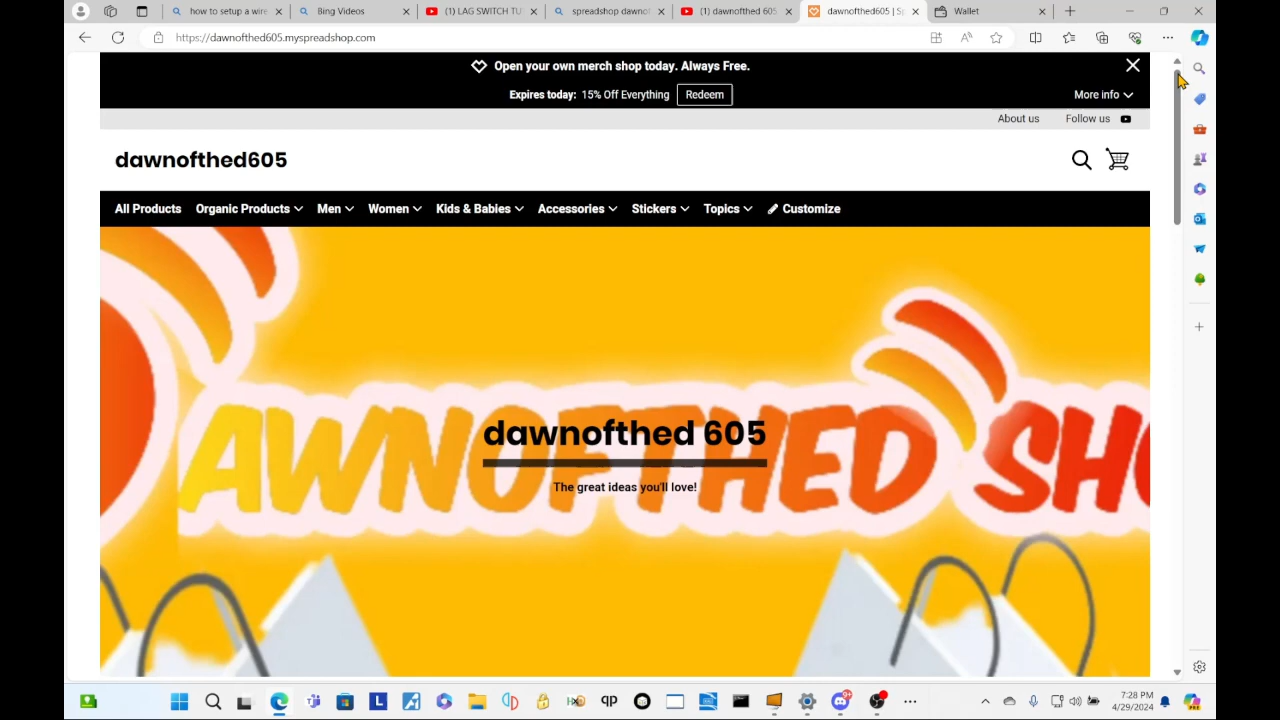 how to setup a wire
Bing Videos
(1) LAG SWITCH TU
spreadshop dawnof
(1) dawnofthed 605
dawnofthed605 | Sp
Wallet
https://dawnofthed605.myspreadshop.com
Open your own merch shop today. Always Free.
Expires today: 15% Off Everything Redeem
More info
About us Follow us
dawnofthed605
All Products Organic Products Men Women Kids & Babies Accessories Stickers Topics Customize
AWNOFTHED SHO
dawnofthed 605
The great ideas you'll love!
7:28 PM
4/29/2024